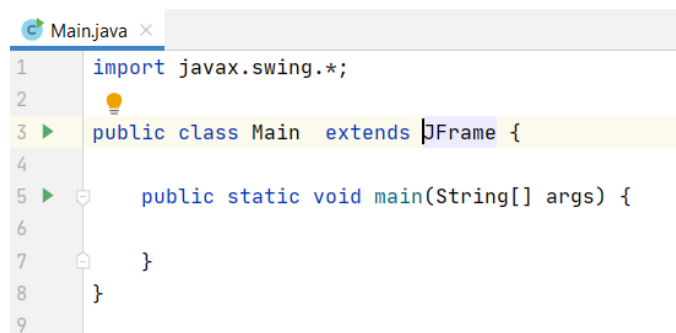 Main.java
1 import javax.swing.*;
2
3 public class Main  extends JFrame {
4
5     public static void main(String[] args) {
6
7     }
8 }
9